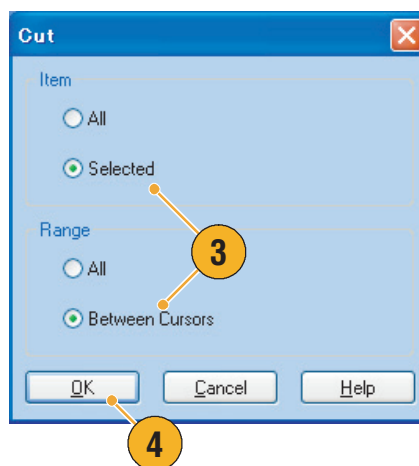 Cut
Item
All
Selected
3
Range
All
Between Cursors
OK Cancel Help
4